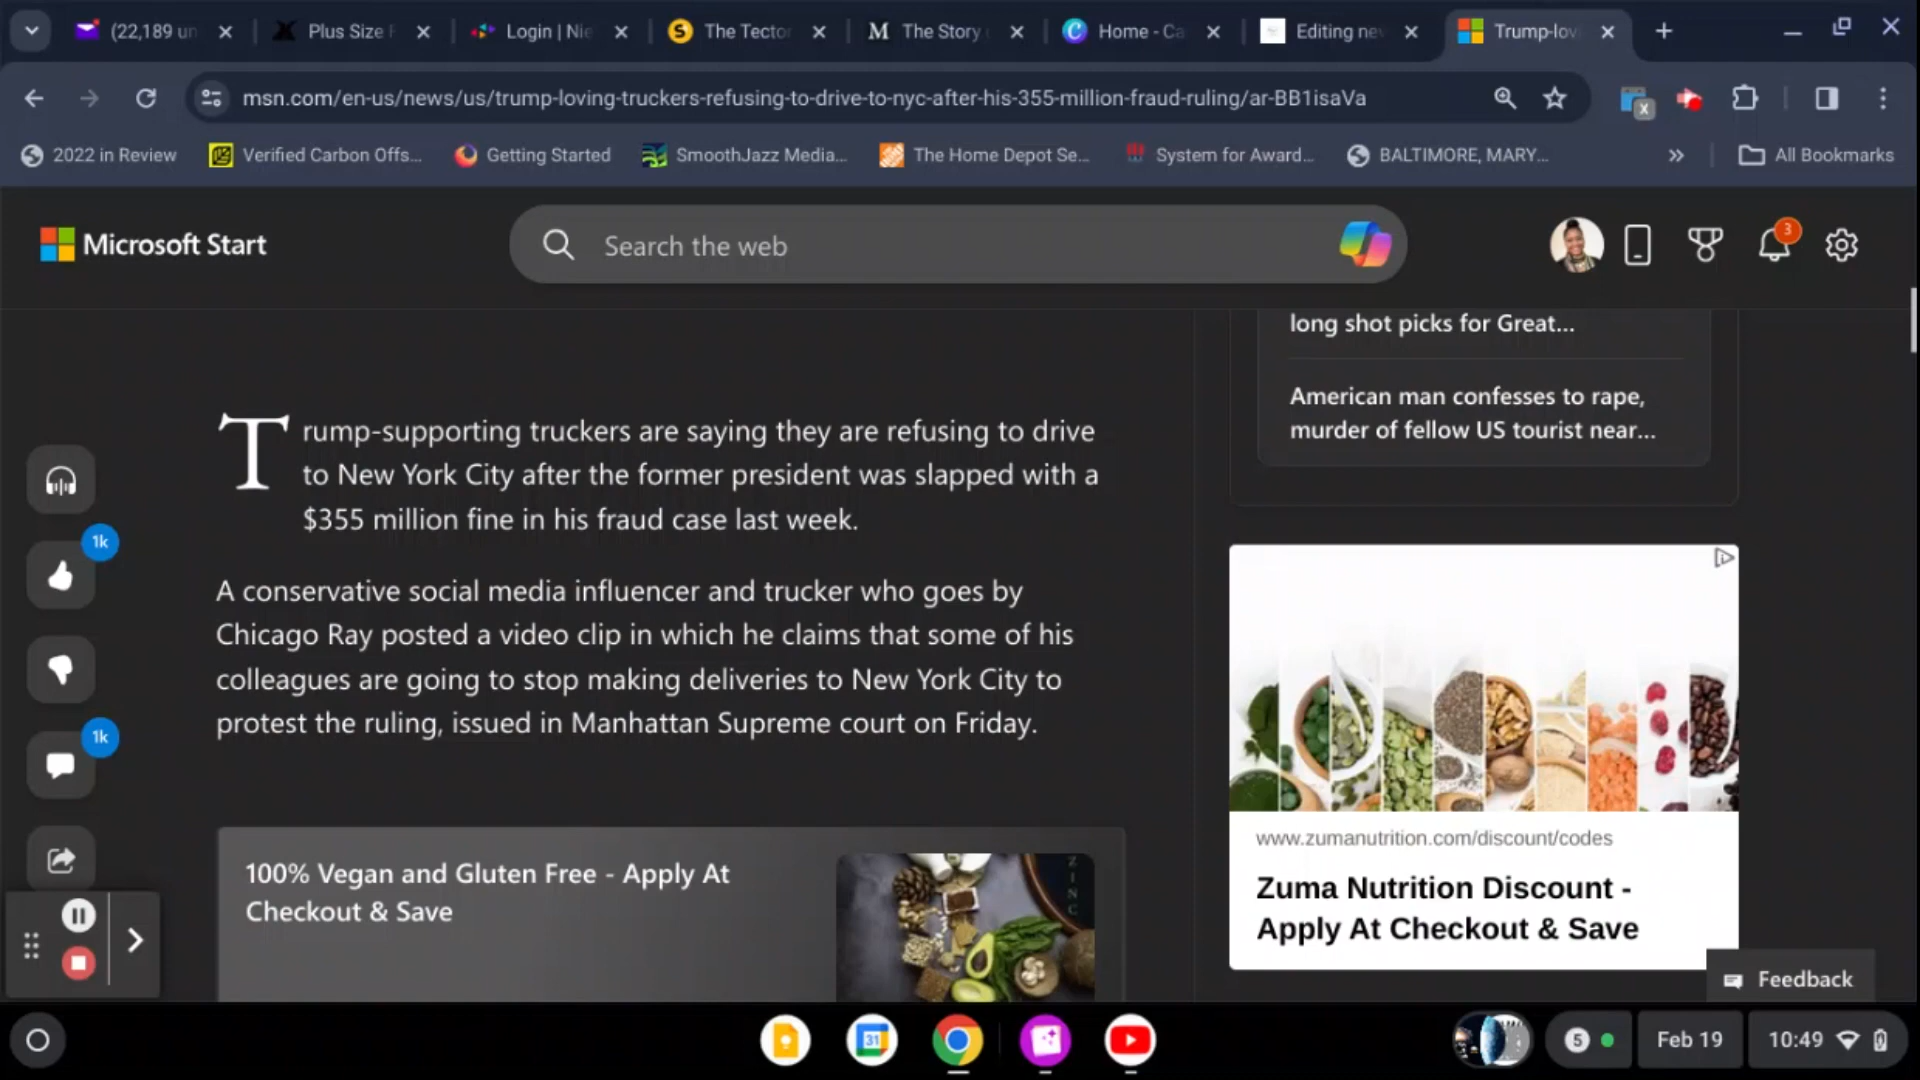 (22,189 un
Plus Size F
Login | Nie
The Tecto
The Story
Home - Ca
Editing ne
Trump-lov
msn.com/en-us/news/us/trump-loving-truckers-refusing-to-drive-to-nyc-after-his-355-million-fraud-ruling/ar-BB1isaVa
X
2022 in Review
Verified Carbon Offs...
Getting Started
SmoothJazz Media...
The Home Depot Se...
System for Award...
BALTIMORE, MARY...
All Bookmarks
Microsoft Start
Search the web
3
long shot picks for Great...
American man confesses to rape,
murder of fellow US tourist near...
Trump-supporting truckers are saying they are refusing to drive
to New York City after the former president was slapped with a
$355 million fine in his fraud case last week.
1k
A conservative social media influencer and trucker who goes by
Chicago Ray posted a video clip in which he claims that some of his
colleagues are going to stop making deliveries to New York City to
protest the ruling, issued in Manhattan Supreme court on Friday.
1k
100% Vegan and Gluten Free - Apply At
Checkout & Save
ZINC
www.zumanutrition.com/discount/codes
Zuma Nutrition Discount -
Apply At Checkout & Save
Feedback
31
5
Feb 19
10:49